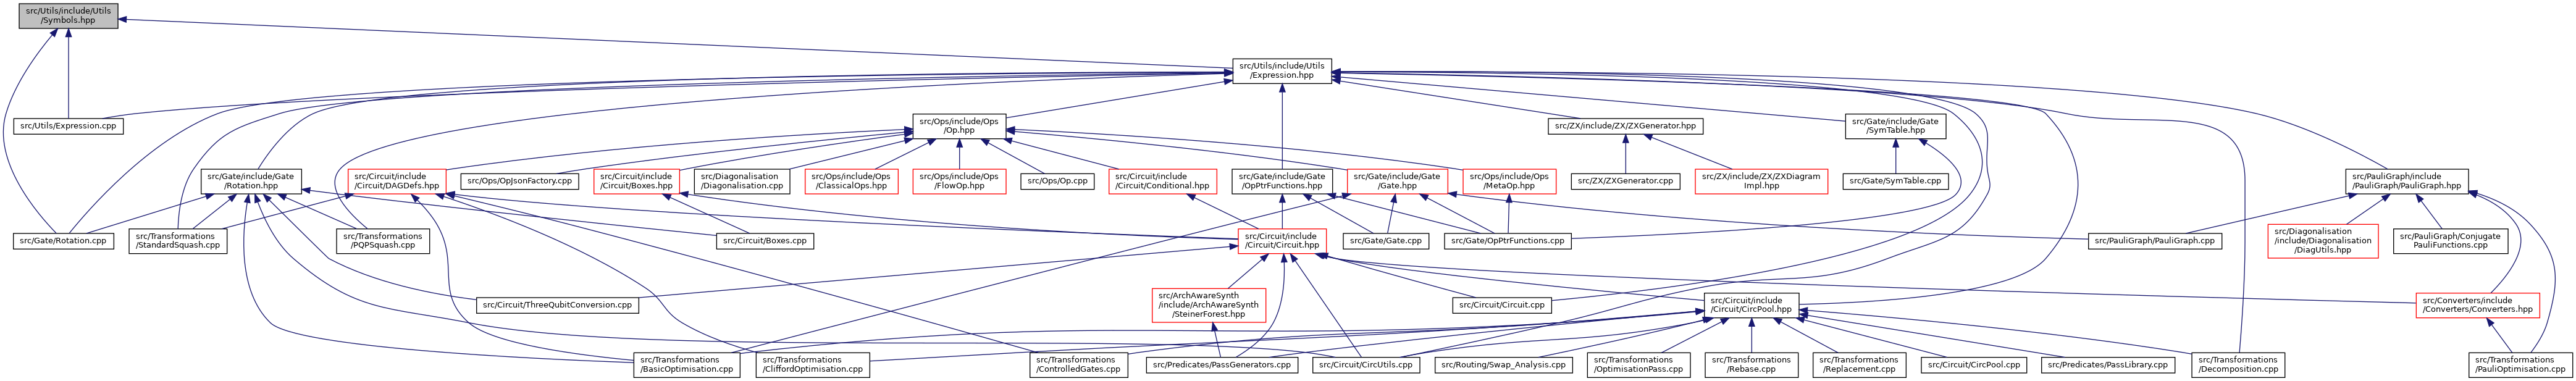 src/Utils/include/Utils
/Symbols.hpp
src/Utils/include/Utils
/Expression.hpp
src/Utils/Expression.cpp
src/Ops/include/Ops
/Op.hpp
src/ZX/include/ZX/ZXGenerator.hpp
src/Gate/include/Gate
/SymTable.hpp
src/Gate/include/Gate
/Rotation.hpp
src/Circuit/include
/Circuit/DAGDefs.hpp
src/Ops/OpJsonFactory.cpp
src/Circuit/include
/Circuit/Boxes.hpp
src/Diagonalisation
/Diagonalisation.cpp
src/Ops/include/Ops
/ClassicalOps.hpp
src/Ops/include/Ops
/FlowOp.hpp
src/Ops/Op.cpp
src/Circuit/include
/Circuit/Conditional.hpp
src/Gate/include/Gate
/OpPtrFunctions.hpp
src/Gate/include/Gate
/Gate.hpp
src/Ops/include/Ops
/MetaOp.hpp
src/ZX/ZXGenerator.cpp
src/ZX/include/ZX/ZXDiagram
Impl.hpp
src/Gate/SymTable.cpp
src/PauliGraph/include
/PauliGraph/PauliGraph.hpp
src/Gate/Rotation.cpp
src/Transformations
/StandardSquash.cpp
src/Transformations
/PQPSquash.cpp
src/Circuit/Boxes.cpp
src/Circuit/include
/Circuit/Circuit.hpp
src/Gate/Gate.cpp
src/Gate/OpPtrFunctions.cpp
src/PauliGraph/PauliGraph.cpp
src/Diagonalisation
/include/Diagonalisation
/DiagUtils.hpp
src/PauliGraph/Conjugate
PauliFunctions.cpp
src/Circuit/ThreeQubitConversion.cpp
src/ArchAwareSynth
/include/ArchAwareSynth
/SteinerForest.hpp
src/Circuit/Circuit.cpp
src/Circuit/include
/Circuit/CircPool.hpp
src/Converters/include
/Converters/Converters.hpp
src/Transformations
/BasicOptimisation.cpp
src/Transformations
/CliffordOptimisation.cpp
src/Transformations
/ControlledGates.cpp
src/Predicates/PassGenerators.cpp
src/Circuit/CircUtils.cpp
src/Routing/Swap_Analysis.cpp
src/Transformations
/OptimisationPass.cpp
src/Transformations
/Rebase.cpp
src/Transformations
/Replacement.cpp
src/Circuit/CircPool.cpp
src/Predicates/PassLibrary.cpp
src/Transformations
/Decomposition.cpp
src/Transformations
/PauliOptimisation.cpp